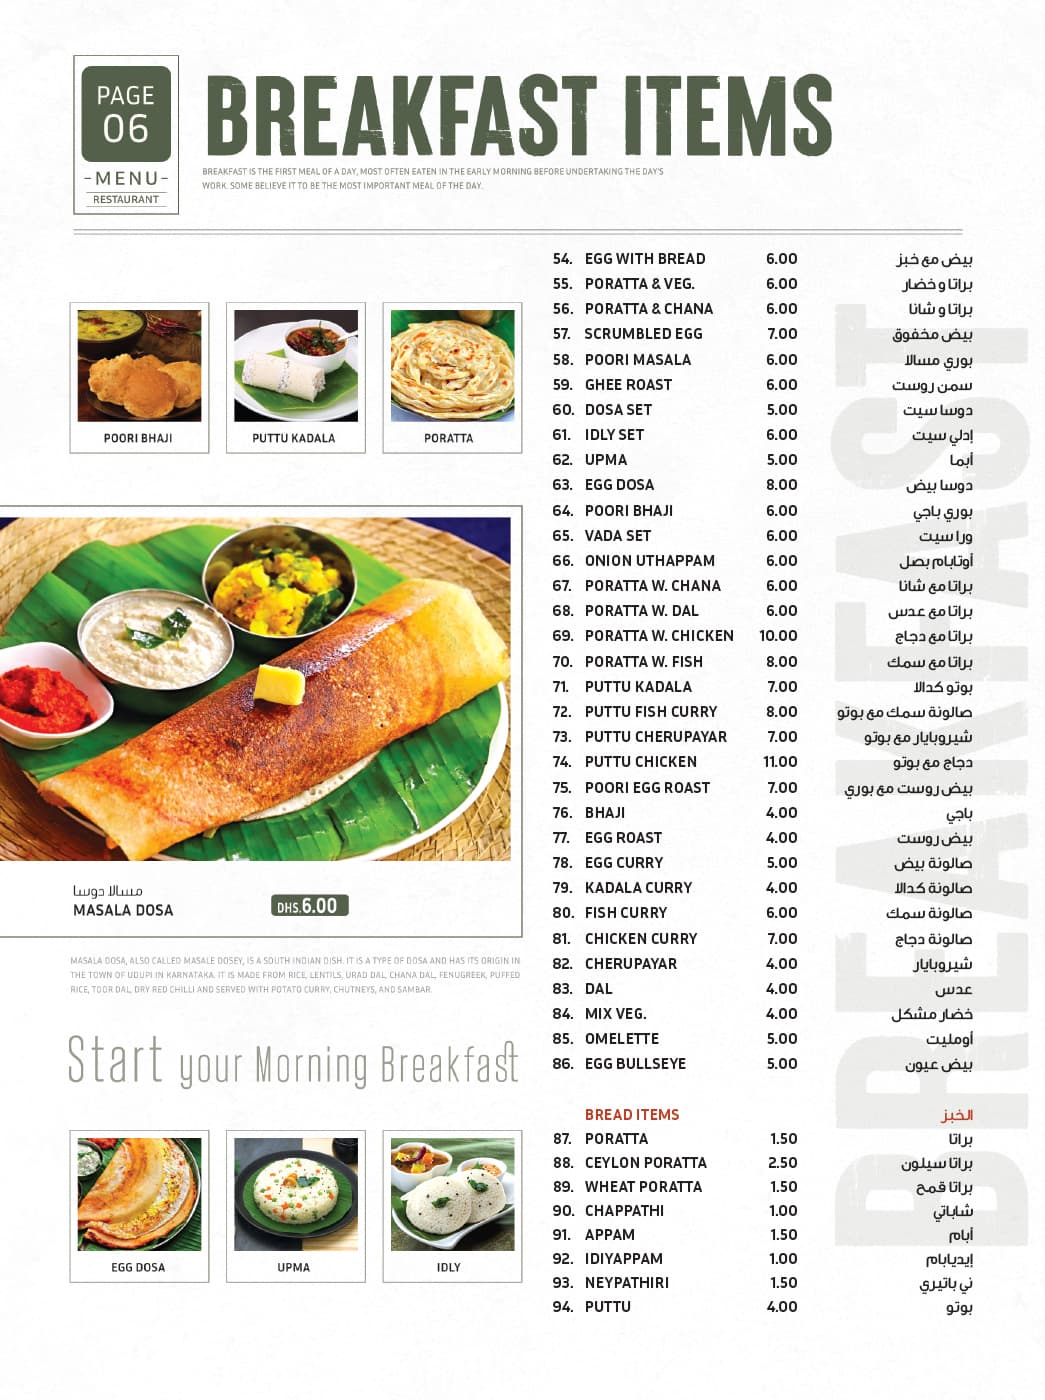 PAGE
06
-MENU-
RESTAURANT
BREAKFAST ITEMS
BREAKFAST IS THE FIRST MEAL OF A DAY, MOST OFTEN EATEN IN THE EARLY MORNING BEFORE UNDERTAKING THE DAY'S
WORK. SOME BELIEVE IT TO BE THE MOST IMPORTANT MEAL OF THE DAY.
POORI BHAJI
PUTTU KADALA
PORATTA
مسالا دوسا
MASALA DOSA
DHS.6.00
MASALA DOSA, ALSO CALLED MASALE DOSEY, IS A SOUTH INDIAN DISH. IT IS A TYPE OF DOSA AND HAS ITS ORIGIN IN
THE TOWN OF UDUPI IN KARNATAKA. IT IS MADE FROM RICE, LENTILS, URAD DAL, CHANA DAL, FENUGREEK, PUFFED
RICE, TOOR DAL, DRY RED CHILLI AND SERVED WITH POTATO CURRY, CHUTNEYS, AND SAMBAR.
Start your Morning Breakfast
EGG DOSA
UPMA
IDLY
54. EGG WITH BREAD 6.00 بيض مع خبز
55. PORATTA & VEG. 6.00 براتا و خضار
56. PORATTA & CHANA 6.00 براتا و شانا
57. SCRUMBLED EGG 7.00 بيض مخفوق
58. POORI MASALA 6.00 بوري مسالا
59. GHEE ROAST 6.00 سمن روست
60. DOSA SET 5.00 دوسا سيت
61. IDLY SET 6.00 إدلي سيت
62. UPMA 5.00 أبما
63. EGG DOSA 8.00 دوسا بيض
64. POORI BHAJI 6.00 بوري باجي
65. VADA SET 6.00 ورا سيت
66. ONION UTHAPPAM 6.00 أوتابام بصل
67. PORATTA W. CHANA 6.00 براتا مع شانا
68. PORATTA W. DAL 6.00 براتا مع عدس
69. PORATTA W. CHICKEN 10.00 براتا مع دجاج
70. PORATTA W. FISH 8.00 براتا مع سمك
71. PUTTU KADALA 7.00 بوتو كدالا
72. PUTTU FISH CURRY 8.00 صالونة سمك مع بوتو
73. PUTTU CHERUPAYAR 7.00 شيروبايار مع بوتو
74. PUTTU CHICKEN 11.00 دجاج مع بوتو
75. POORI EGG ROAST 7.00 بيض روست مع بوري
76. BHAJI 4.00 باجي
77. EGG ROAST 4.00 بيض روست
78. EGG CURRY 5.00 صالونة بيض
79. KADALA CURRY 4.00 صالونة كدالا
80. FISH CURRY 6.00 صالونة سمك
81. CHICKEN CURRY 7.00 صالونة دجاج
82. CHERUPAYAR 4.00 شيروبايار
83. DAL 4.00 عدس
84. MIX VEG. 4.00 خضار مشكل
85. OMELETTE 5.00 أومليت
86. EGG BULLSEYE 5.00 بيض عيون
BREAD ITEMS الخبز
87. PORATTA 1.50 براتا
88. CEYLON PORATTA 2.50 براتا سيلون
89. WHEAT PORATTA 1.50 براتا قمح
90. CHAPPATHI 1.00 شاباتي
91. APPAM 1.50 أبام
92. IDIYAPPAM 1.00 إيديابام
93. NEYPATHIRI 1.50 ني باتيري
94. PUTTU 4.00 بوتو
BREAKFAST